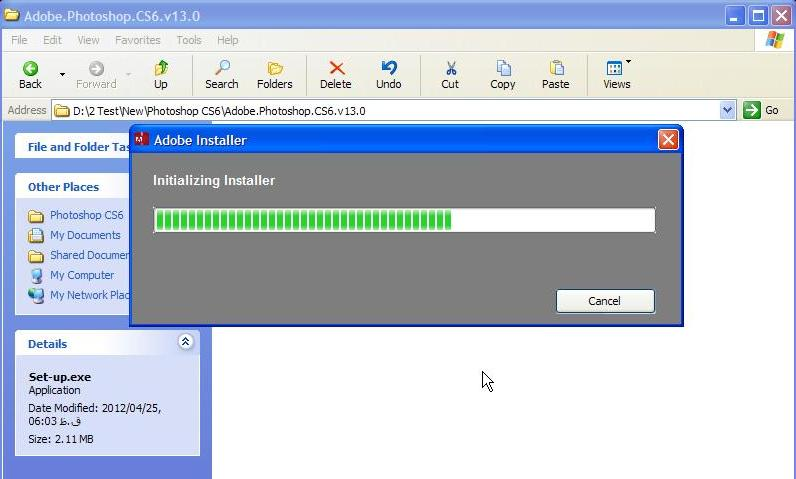 Adobe.Photoshop.CS6.v13.0
File Edit View Favorites Tools Help
Back Forward Up Search Folders Delete Undo Cut Copy Paste Views
Address D:\2 Test\New\Photoshop CS6\Adobe.Photoshop.CS6.v13.0 Go
File and Folder Tas
Adobe Installer
Initializing Installer
Cancel
Other Places
Photoshop CS6
My Documents
Shared Documen
My Computer
My Network Plac
Details
Set-up.exe
Application
Date Modified: 2012/04/25,
06:03 ق.ظ
Size: 2.11 MB